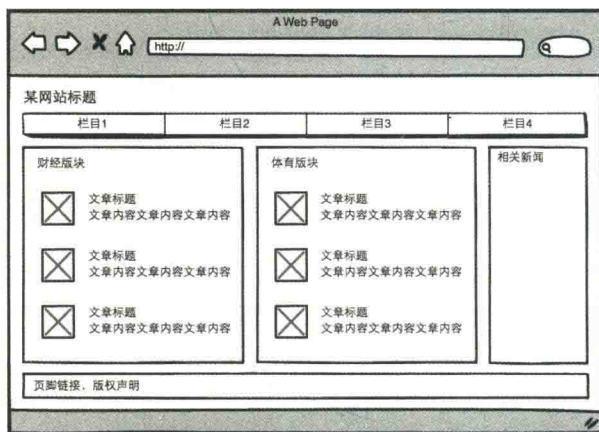 A Web Page
http://
某网站标题
栏目1 栏目2 栏目3 栏目4
财经版块
文章标题
文章内容文章内容文章内容
文章标题
文章内容文章内容文章内容
文章标题
文章内容文章内容文章内容
体育版块
文章标题
文章内容文章内容文章内容
文章标题
文章内容文章内容文章内容
文章标题
文章内容文章内容文章内容
相关新闻
页脚链接、版权声明